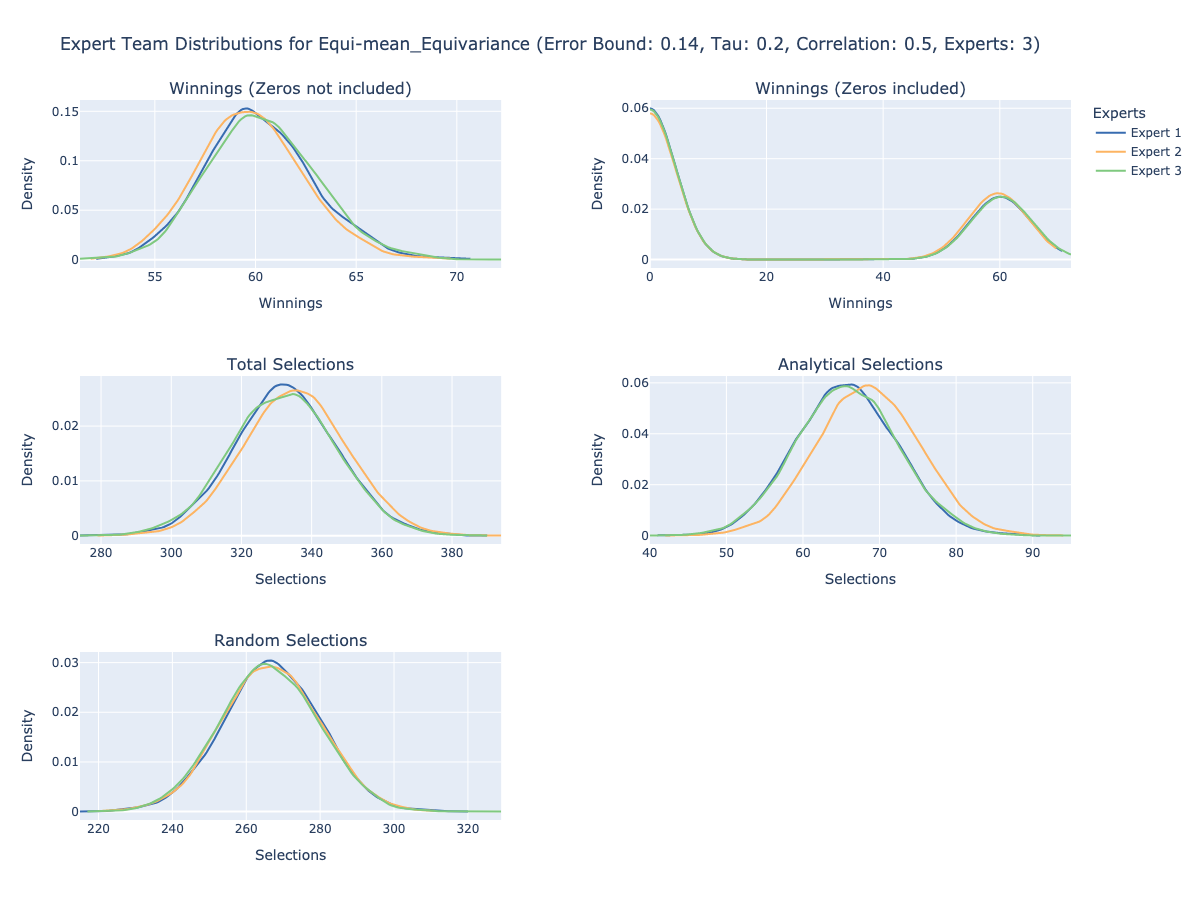 Expert Team Distributions for Equi-mean_Equivariance (Error Bound: 0.14, Tau: 0.2, Correlation: 0.5, Experts: 3)
Winnings (Zeros not included)
0.15
0.1
0.05
0
Density
55 60 65 70
Winnings
Winnings (Zeros included)
0.06
0.04
0.02
0
Density
0 20 40 60
Winnings
Experts
Expert 1
Expert 2
Expert 3
Total Selections
0.02
0.01
0
Density
280 300 320 340 360 380
Selections
Analytical Selections
0.06
0.04
0.02
0
Density
40 50 60 70 80 90
Selections
Random Selections
0.03
0.02
0.01
0
Density
220 240 260 280 300 320
Selections